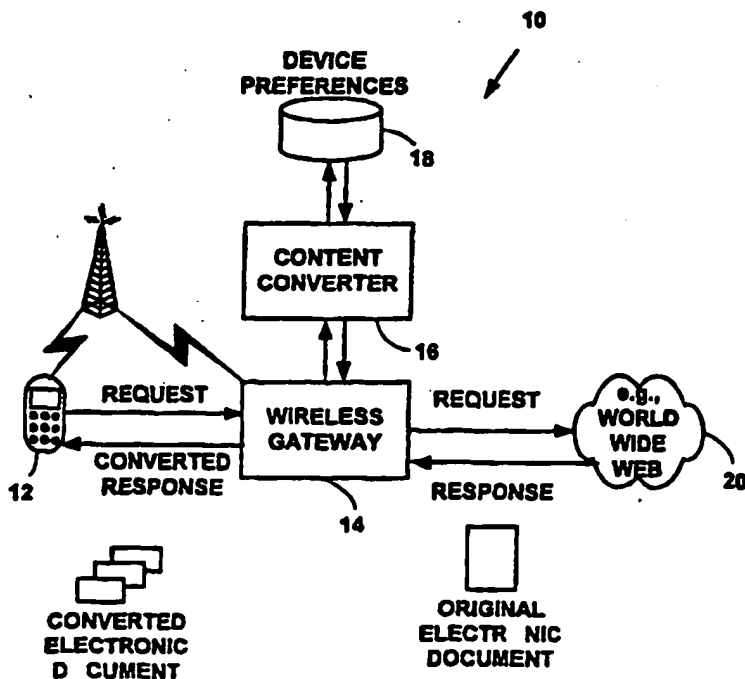 10
DEVICE
PREFERENCES
18
CONTENT
CONVERTER
16
REQUEST
WIRELESS
GATEWAY
REQUEST
e.g.,
WORLD
WIDE
WEB
12
CONVERTED
RESPONSE
14
RESPONSE
20
CONVERTED
ELECTRONIC
D CUMENT
ORIGINAL
ELECTR NIC
DOCUMENT